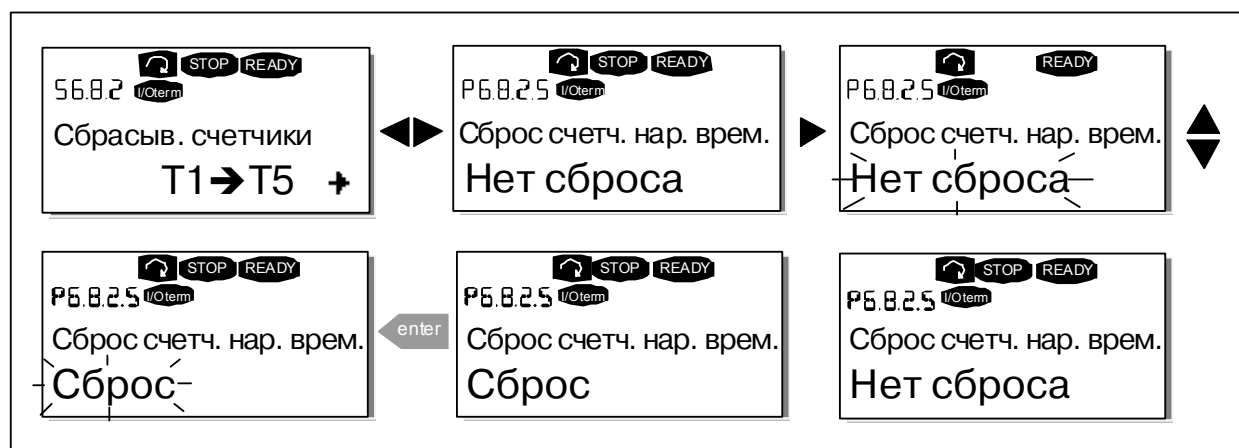 STOP READY
S6.8.2 I/Oterm
Сбрасыв. счетчики
T1➔T5
STOP READY
P6.8.2.5 I/Oterm
Сброс счетч. нар. врем.
Нет сброса
READY
P6.8.2.5 I/Oterm
Сброс счетч. нар. врем.
Нет сброса
STOP READY
P6.8.2.5 I/Oterm
Сброс счетч. нар. врем.
Сброс
enter
STOP READY
P6.8.2.5 I/Oterm
Сброс счетч. нар. врем.
Сброс
STOP READY
P6.8.2.5 I/Oterm
Сброс счетч. нар. врем.
Нет сброса